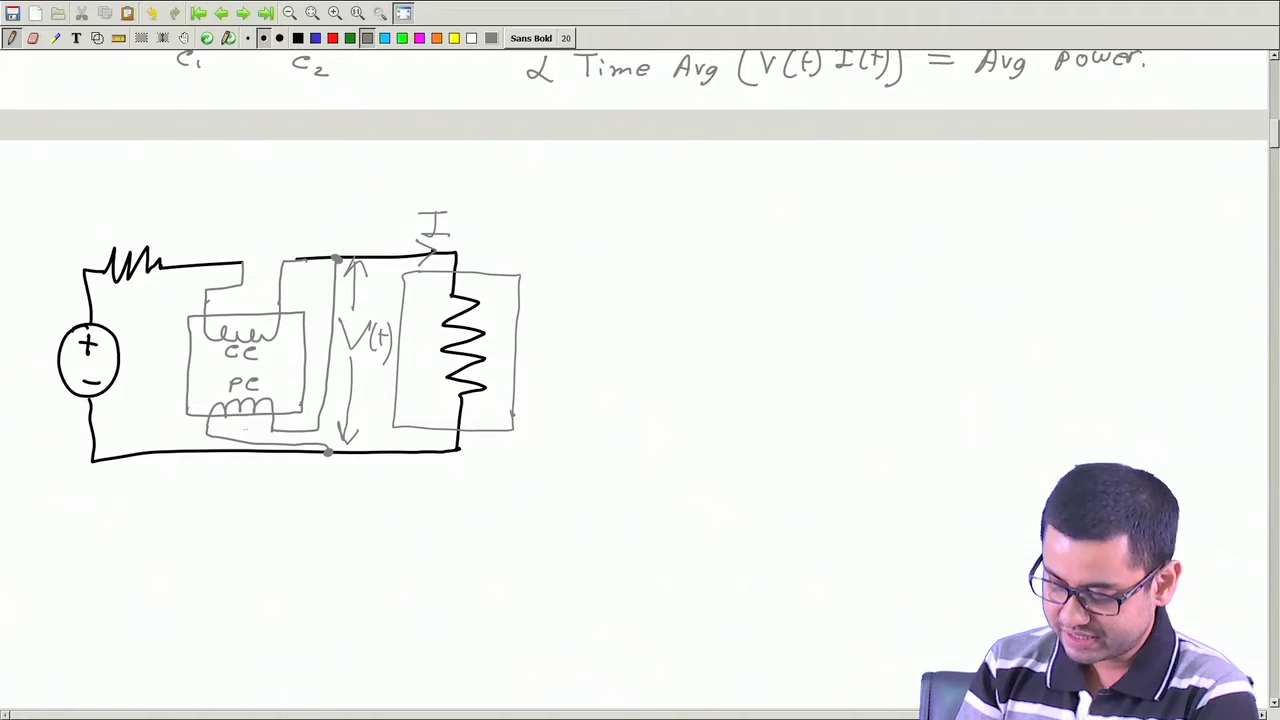 Sans Bold 20
C1 C2 α Time Avg (V(t) I(t)) = Avg power.
I
+
V(t)
CC
PC
−